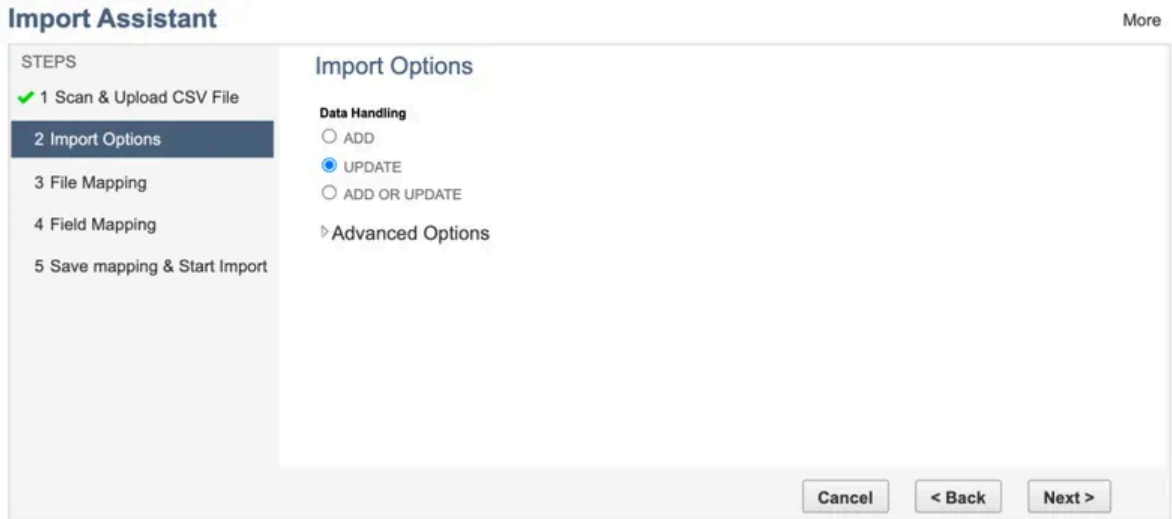 Import Assistant
More
STEPS
1 Scan & Upload CSV File
2 Import Options
3 File Mapping
4 Field Mapping
5 Save mapping & Start Import
Import Options
Data Handling
ADD
UPDATE
ADD OR UPDATE
Advanced Options
Cancel
< Back
Next >